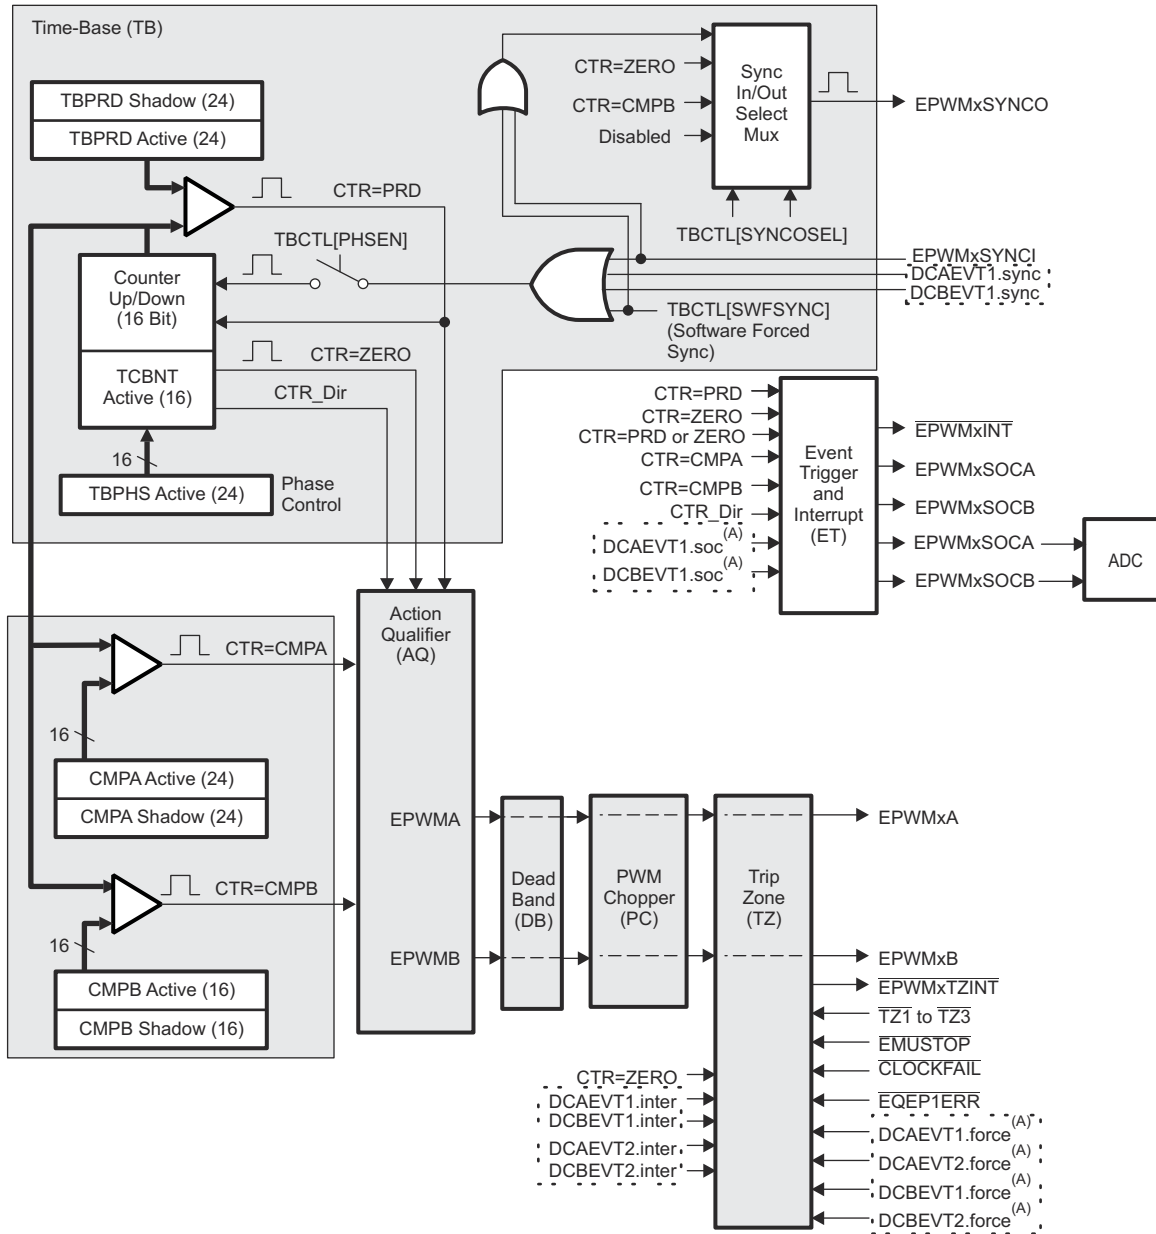 Time-Base (TB)
TBPRD Shadow (24)
TBPRD Active (24)
CTR=PRD
TBCTL[PHSEN]
Counter
Up/Down
(16 Bit)
TCBNT
Active (16)
CTR=ZERO
CTR_Dir
16
TBPHS Active (24)
Phase
Control
CTR=ZERO
CTR=CMPB
Disabled
Sync
In/Out
Select
Mux
EPWMxSYNCO
TBCTL[SYNCOSEL]
EPWMxSYNCI
DCAEVT1.sync
DCBEVT1.sync
TBCTL[SWFSYNC]
(Software Forced
Sync)
CTR=PRD
CTR=ZERO
CTR=PRD or ZERO
CTR=CMPA
CTR=CMPB
CTR_Dir
DCAEVT1.soc(A)
DCBEVT1.soc(A)
Event
Trigger
and
Interrupt
(ET)
EPWMxINT
EPWMxSOCA
EPWMxSOCB
EPWMxSOCA
EPWMxSOCB
ADC
Action
Qualifier
(AQ)
CTR=CMPA
16
CMPA Active (24)
CMPA Shadow (24)
CTR=CMPB
16
CMPB Active (16)
CMPB Shadow (16)
EPWMA
EPWMB
Dead
Band
(DB)
PWM
Chopper
(PC)
Trip
Zone
(TZ)
EPWMxA
EPWMxB
EPWMxTZINT
TZ1 to TZ3
EMUSTOP
CLOCKFAIL
EQEP1ERR
DCAEVT1.force(A)
DCAEVT2.force(A)
DCBEVT1.force(A)
DCBEVT2.force(A)
CTR=ZERO
DCAEVT1.inter
DCBEVT1.inter
DCAEVT2.inter
DCBEVT2.inter